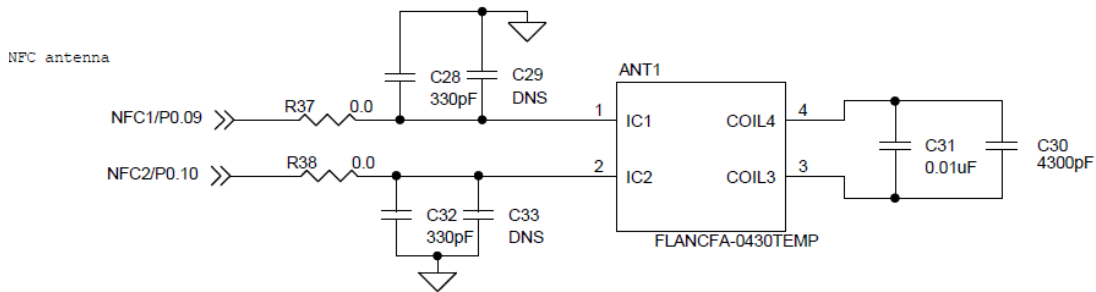 NFC antenna
C28
330pF
C29
DNS
ANT1
R37 0.0
NFC1/P0.09
1
IC1
COIL4
4
C31
0.01uF
C30
4300pF
R38 0.0
NFC2/P0.10
2
IC2
COIL3
3
C32
330pF
C33
DNS
FLANCFA-0430TEMP